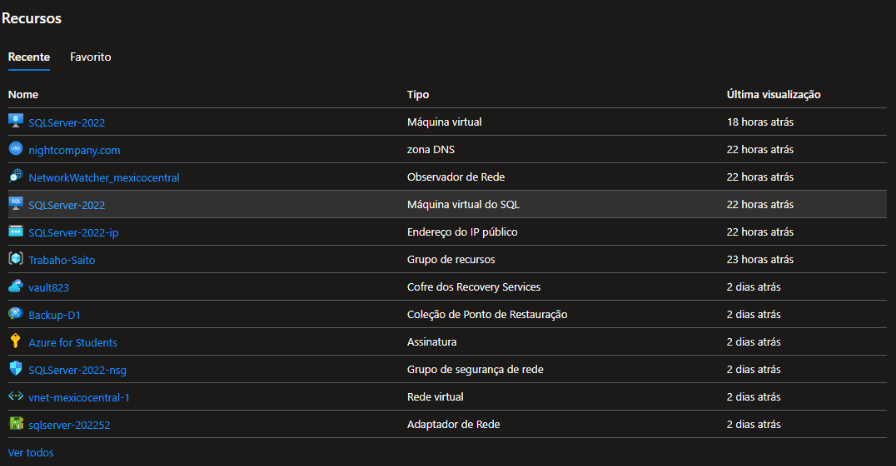 Recursos
Recente Favorito
Nome Tipo Última visualização
SQLServer-2022 Máquina virtual 18 horas atrás
nightcompany.com zona DNS 22 horas atrás
NetworkWatcher_mexicocentral Observador de Rede 22 horas atrás
SQLServer-2022 Máquina virtual do SQL 22 horas atrás
SQLServer-2022-ip Endereço do IP público 22 horas atrás
Trabaho-Saito Grupo de recursos 23 horas atrás
vault823 Cofre dos Recovery Services 2 dias atrás
Backup-D1 Coleção de Ponto de Restauração 2 dias atrás
Azure for Students Assinatura 2 dias atrás
SQLServer-2022-nsg Grupo de segurança de rede 2 dias atrás
vnet-mexicocentral-1 Rede virtual 2 dias atrás
sqlserver-202252 Adaptador de Rede 2 dias atrás
Ver todos